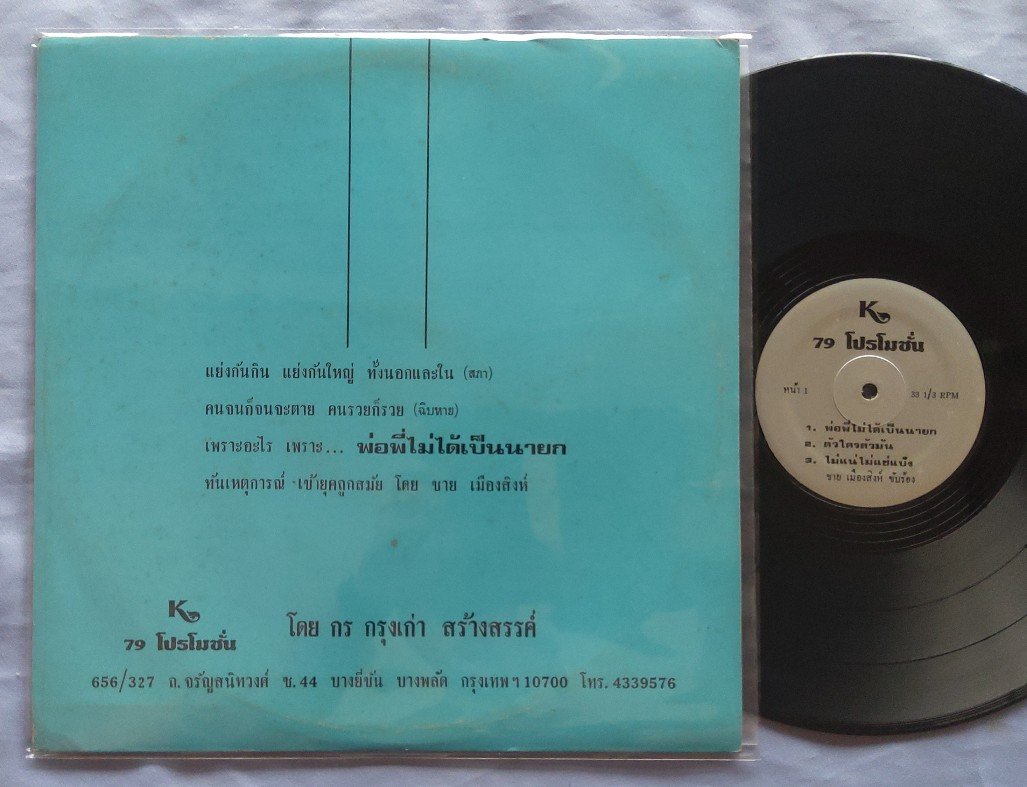 แย่งกันกิน แย่งกันใหญ่ ทั้งนอกและใน (สภา)
คนจนก็จนจะตาย คนรวยก็รวย (ฉิบหาย)
เพราะอะไร เพราะ... พ่อพี่ไม่ได้เป็นนายก
ทันเหตุการณ์ เข้ายุคถูกสมัย โดย ชาย เมืองสิงห์
K
79 โปรโมชั่น
โดย กร กรุงเก่า สร้างสรรค์
656/327 ถ.จรัญสนิทวงศ์ ซ.44 บางยี่ขัน บางพลัด กรุงเทพฯ 10700 โทร. 4339576
K
79 โปรโมชั่น
หน้า 1
33 1/3 RPM
1. พ่อพี่ไม่ได้เป็นนายก
2. ตัวใครตัวมัน
3. ไม่แน่ไม่แช่แป้ง
ชาย เมืองสิงห์ ขับร้อง